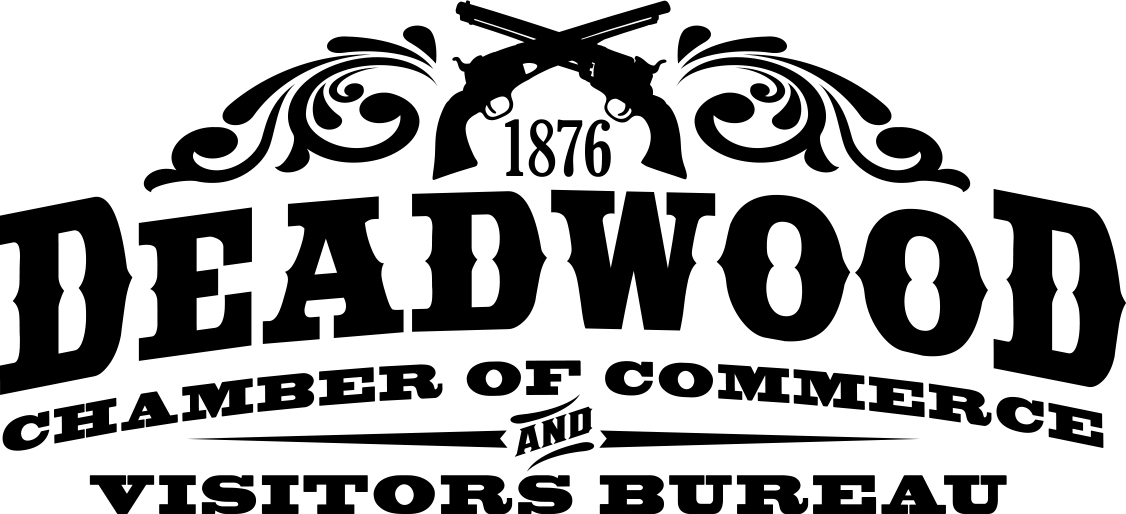 1876
DEADWOOD
CHAMBER OF COMMERCE
AND
VISITORS BUREAU